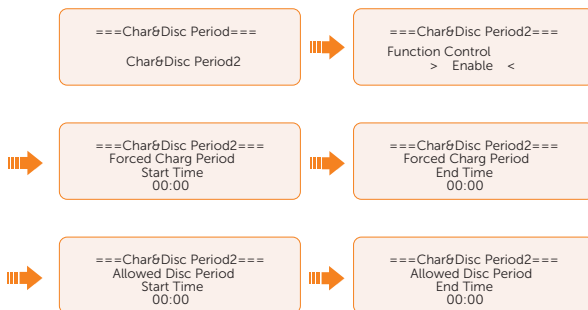 ===Char&Disc Period===
Char&Disc Period2
===Char&Disc Period2===
Function Control
> Enable <
===Char&Disc Period2===
Forced Charg Period
Start Time
00:00
===Char&Disc Period2===
Forced Charg Period
End Time
00:00
===Char&Disc Period2===
Allowed Disc Period
Start Time
00:00
===Char&Disc Period2===
Allowed Disc Period
End Time
00:00